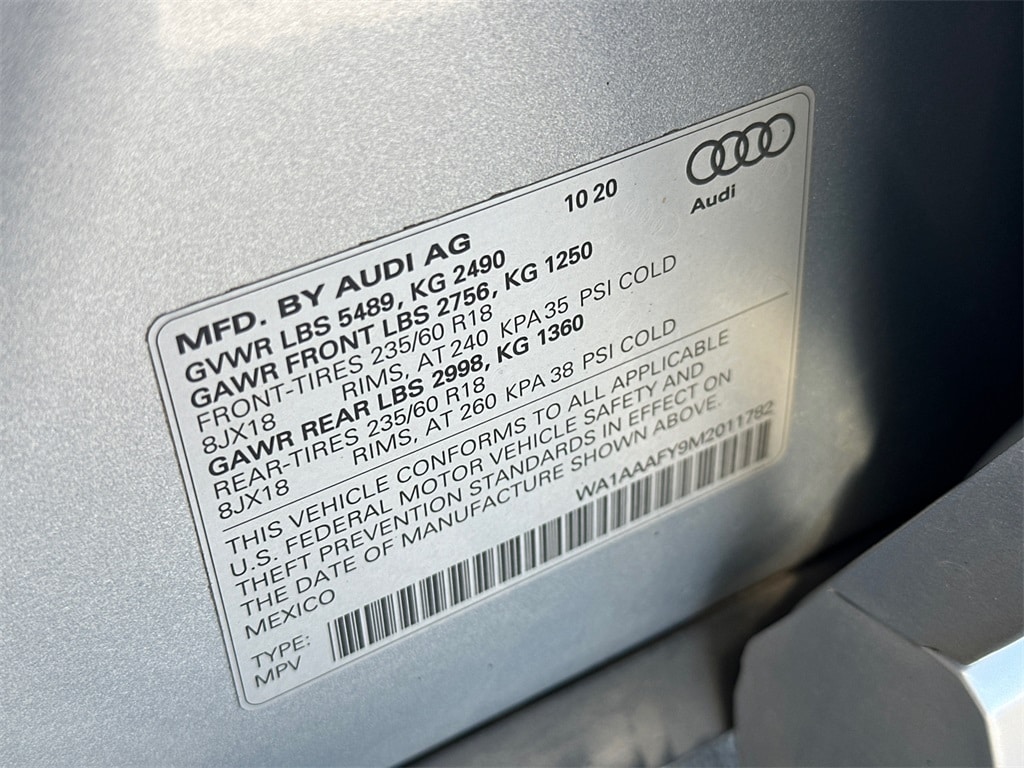 Audi
MFD. BY AUDI AG 10 20
GVWR LBS 5489, KG 2490
GAWR FRONT LBS 2756, KG 1250
FRONT-TIRES 235/60 R18
8JX18 RIMS, AT 240 KPA 35 PSI COLD
GAWR REAR LBS 2998, KG 1360
REAR-TIRES 235/60 R18
8JX18 RIMS, AT 260 KPA 38 PSI COLD
THIS VEHICLE CONFORMS TO ALL APPLICABLE
U.S. FEDERAL MOTOR VEHICLE SAFETY AND
THEFT PREVENTION STANDARDS IN EFFECT ON
THE DATE OF MANUFACTURE SHOWN ABOVE.
MEXICO WA1AAAFY9M2011782
TYPE:
MPV